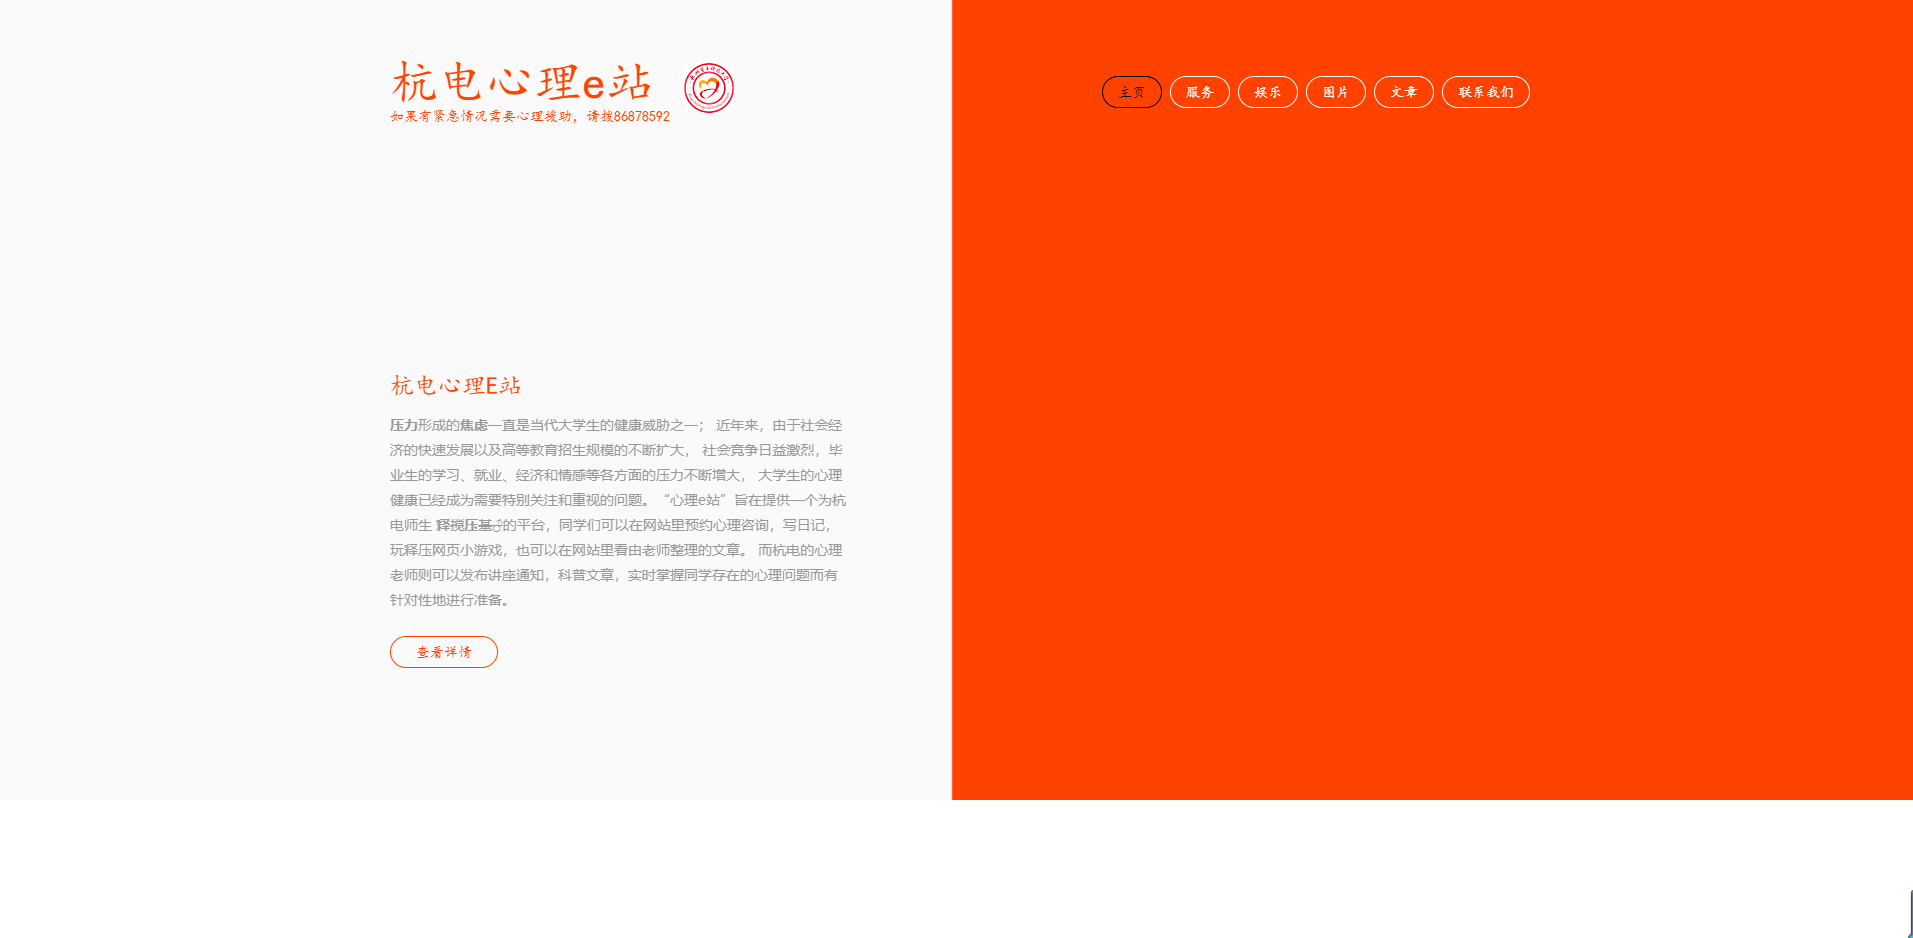 杭电心理e站
如果有紧急情况需要心理援助，请拨86878592
主页 服务 娱乐 图片 文章 联系我们
杭电心理E站
压力形成的焦虑一直是当代大学生的健康威胁之一； 近年来，由于社会经
济的快速发展以及高等教育招生规模的不断扩大， 社会竞争日益激烈，毕
业生的学习、就业、经济和情感等各方面的压力不断增大， 大学生的心理
健康已经成为需要特别关注和重视的问题。“心理e站”旨在提供一个为杭
电师生 的平台，同学们可以在网站里预约心理咨询，写日记，
玩释压网页小游戏，也可以在网站里看由老师整理的文章。 而杭电的心理
老师则可以发布讲座通知，科普文章，实时掌握同学存在的心理问题而有
针对性地进行准备。
查看详情